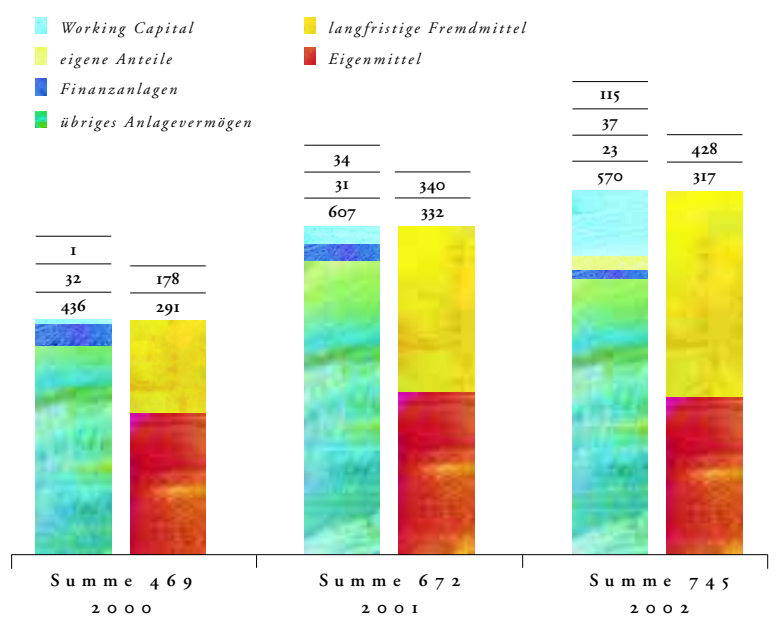 Working Capital
eigene Anteile
Finanzanlagen
übriges Anlagevermögen
langfristige Fremdmittel
Eigenmittel
1
32
436
178
291
34
31
607
340
332
115
37
23
570
428
317
Summe 469
2000
Summe 672
2001
Summe 745
2002